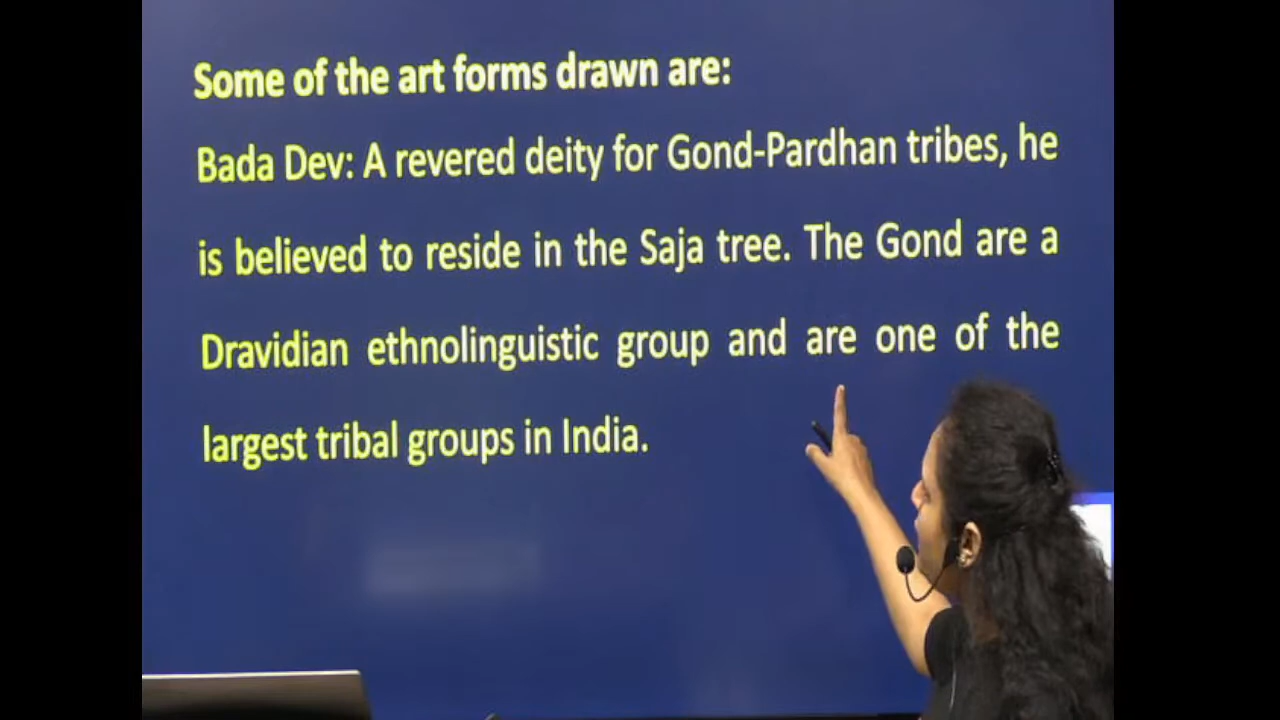 Some of the art forms drawn are:
Bada Dev: A revered deity for Gond-Pardhan tribes, he
is believed to reside in the Saja tree. The Gond are a
Dravidian ethnolinguistic group and are one of the
largest tribal groups in India.